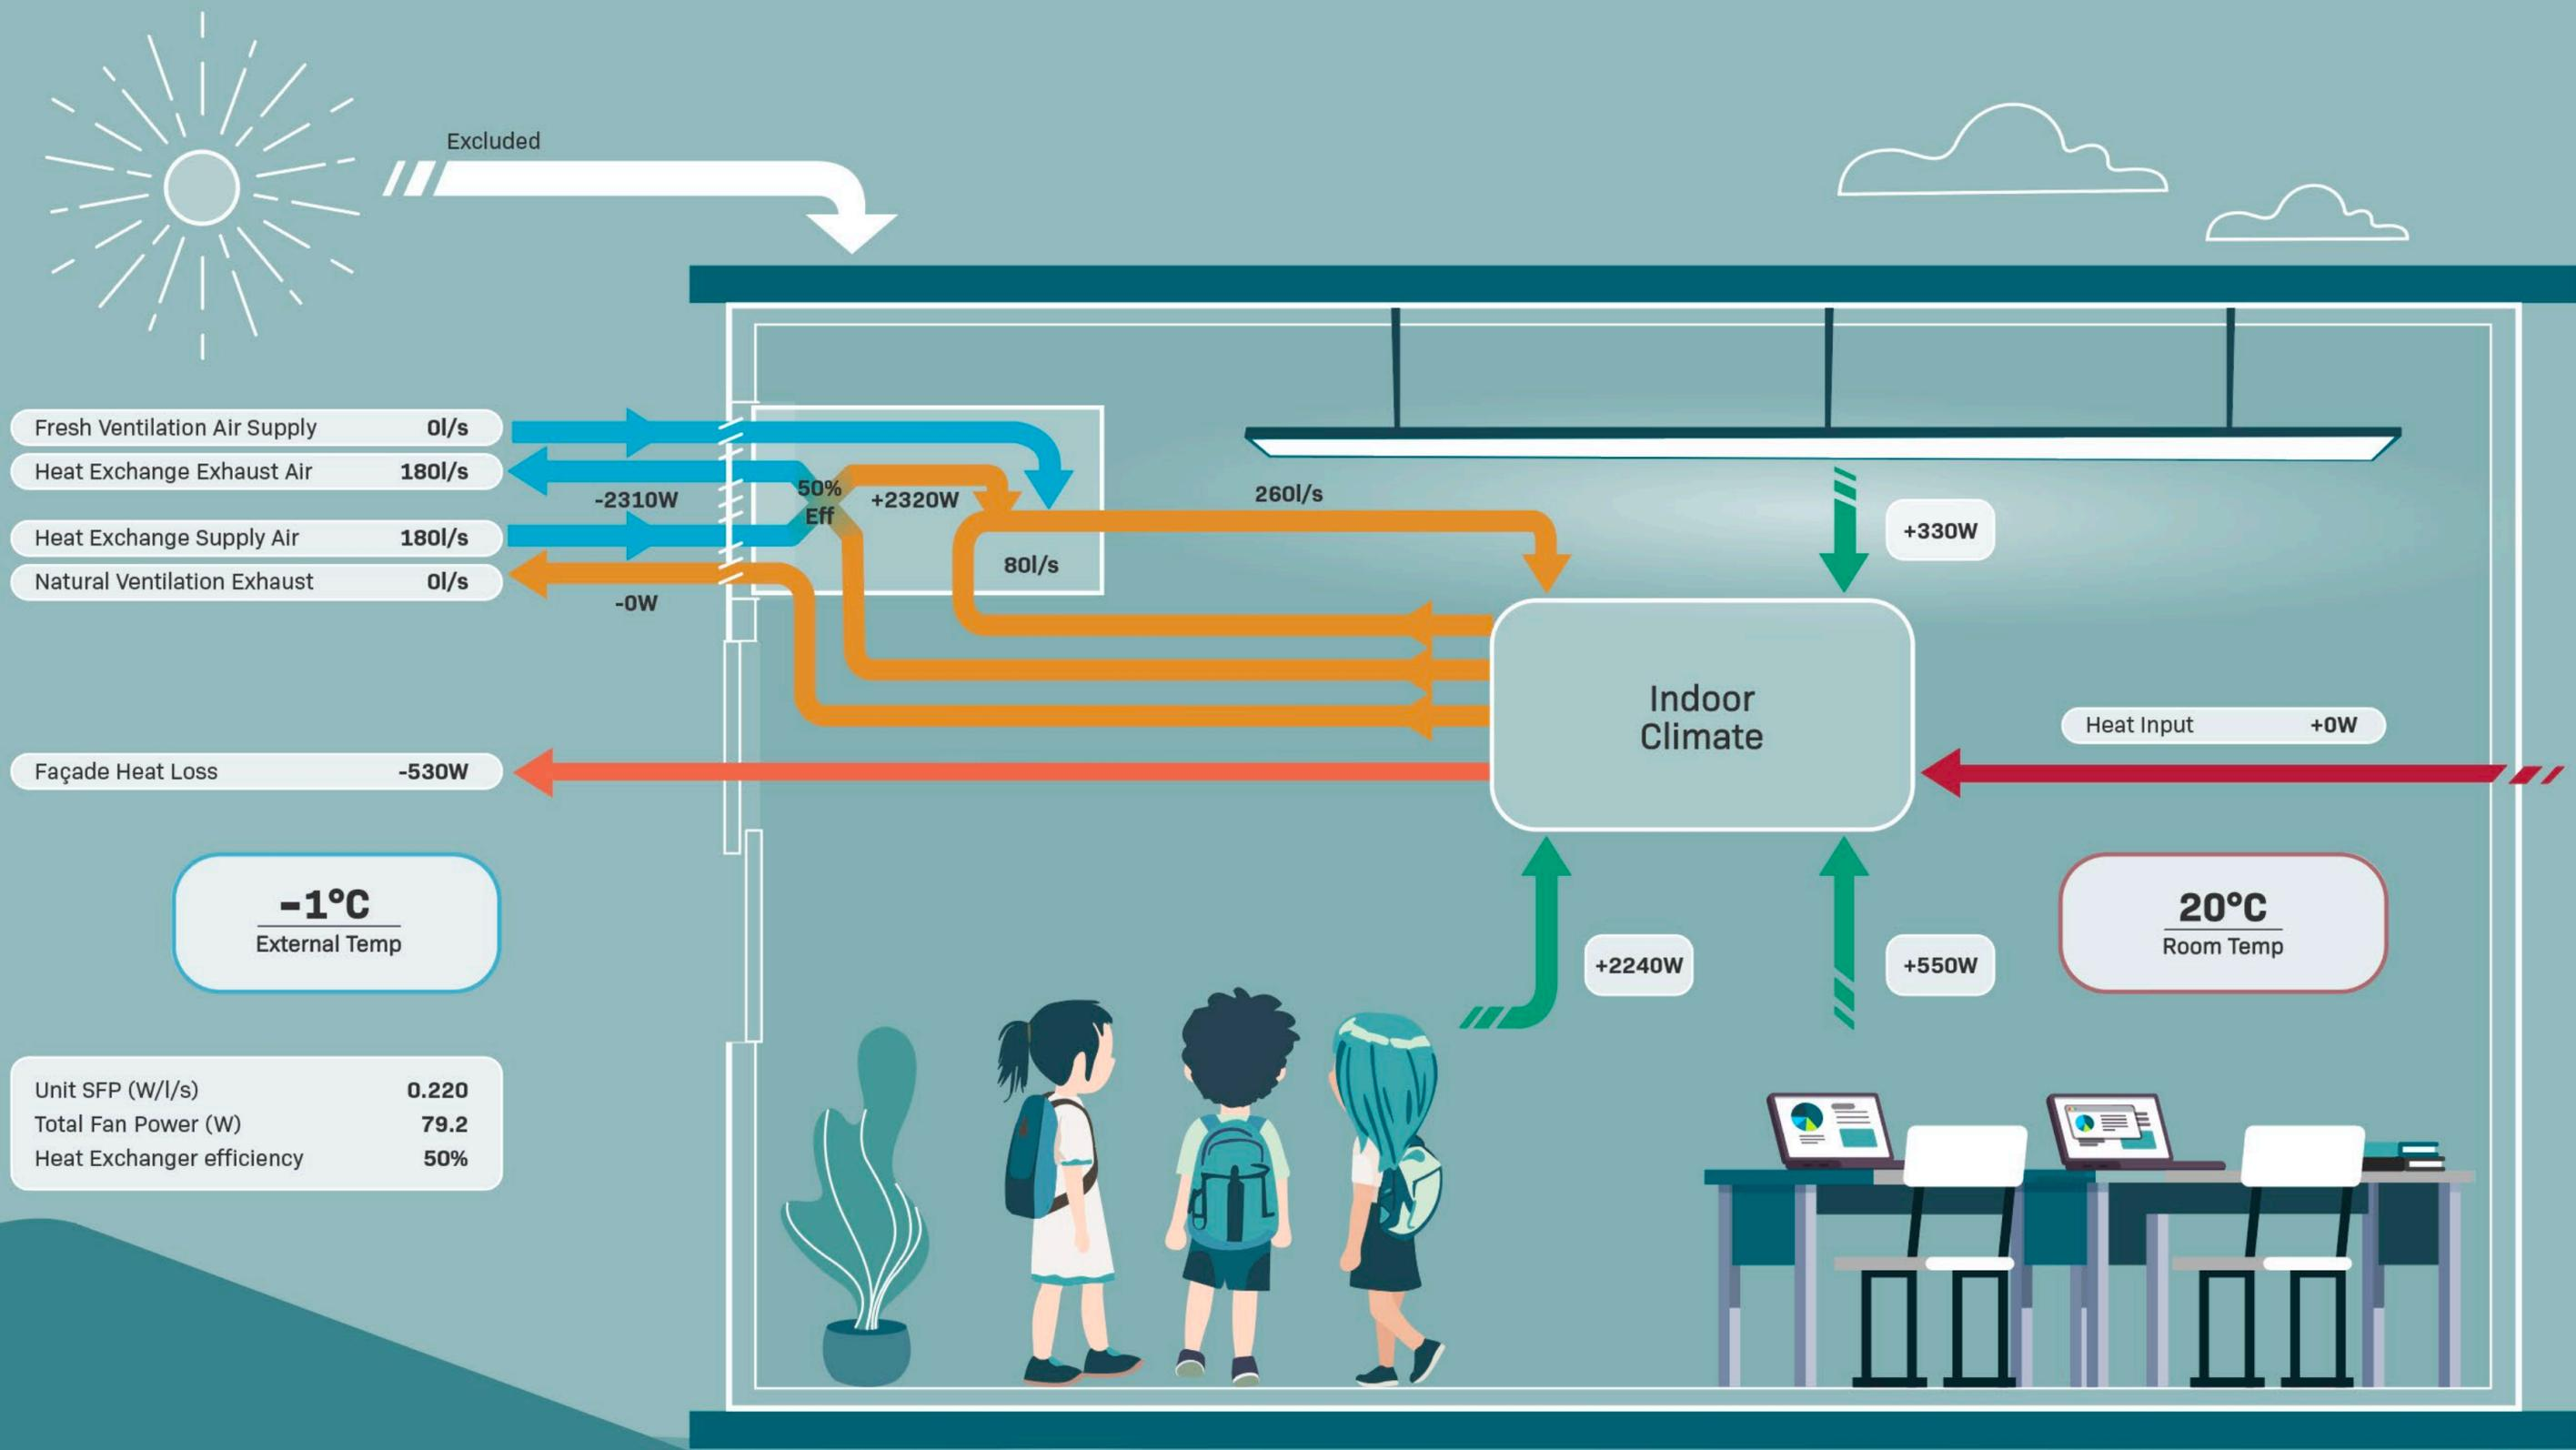 Excluded
Fresh Ventilation Air Supply 0l/s
Heat Exchange Exhaust Air 180l/s
-2310W
50%
Eff
+2320W
260l/s
+330W
Heat Exchange Supply Air 180l/s
80l/s
Natural Ventilation Exhaust 0l/s
-0W
Indoor
Climate
Heat Input +0W
Façade Heat Loss -530W
-1°C
External Temp
20°C
Room Temp
+2240W
+550W
Unit SFP (W/l/s) 0.220
Total Fan Power (W) 79.2
Heat Exchanger efficiency 50%